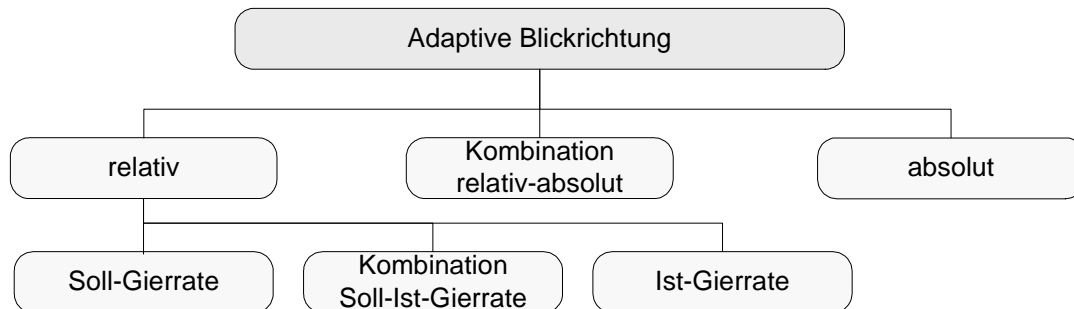 Adaptive Blickrichtung
relativ
Kombination
relativ-absolut
absolut
Soll-Gierrate
Kombination
Soll-Ist-Gierrate
Ist-Gierrate